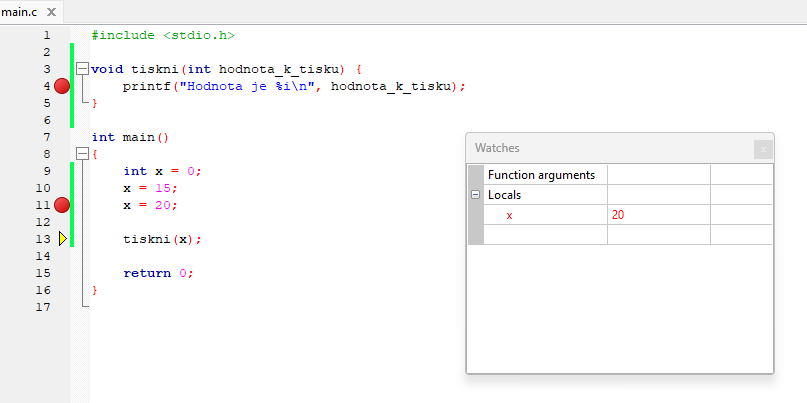 main.c X
1 #include <stdio.h>
2
3 void tiskni(int hodnota_k_tisku) {
4     printf("Hodnota je %i\n", hodnota_k_tisku);
5 }
6
7 int main()
8 {
9     int x = 0;
10     x = 15;
11     x = 20;
12
13     tiskni(x);
14
15     return 0;
16 }
17
Watches x
Function arguments
Locals
x 20